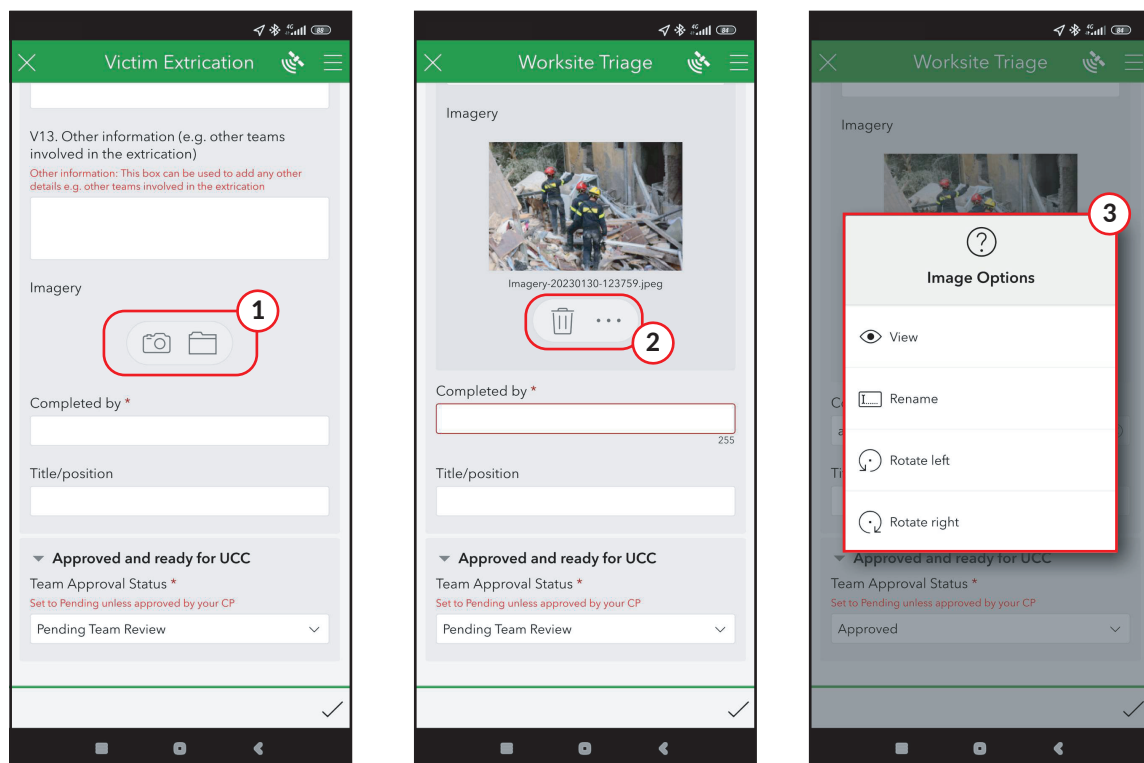 4G 88
Victim Extrication
V13. Other information (e.g. other teams
involved in the extrication)
Other information: This box can be used to add any other
details e.g. other teams involved in the extrication
Imagery
1
Completed by *
Title/position
Approved and ready for UCC
Team Approval Status *
Set to Pending unless approved by your CP
Pending Team Review
4G 84
Worksite Triage
Imagery
Imagery-20230130-123759.jpeg
2
Completed by *
255
Title/position
Approved and ready for UCC
Team Approval Status *
Set to Pending unless approved by your CP
Pending Team Review
4G 84
Worksite Triage
Imagery
3
?
Image Options
View
Rename
Rotate left
Rotate right
Approved and ready for UCC
Team Approval Status *
Set to Pending unless approved by your CP
Approved